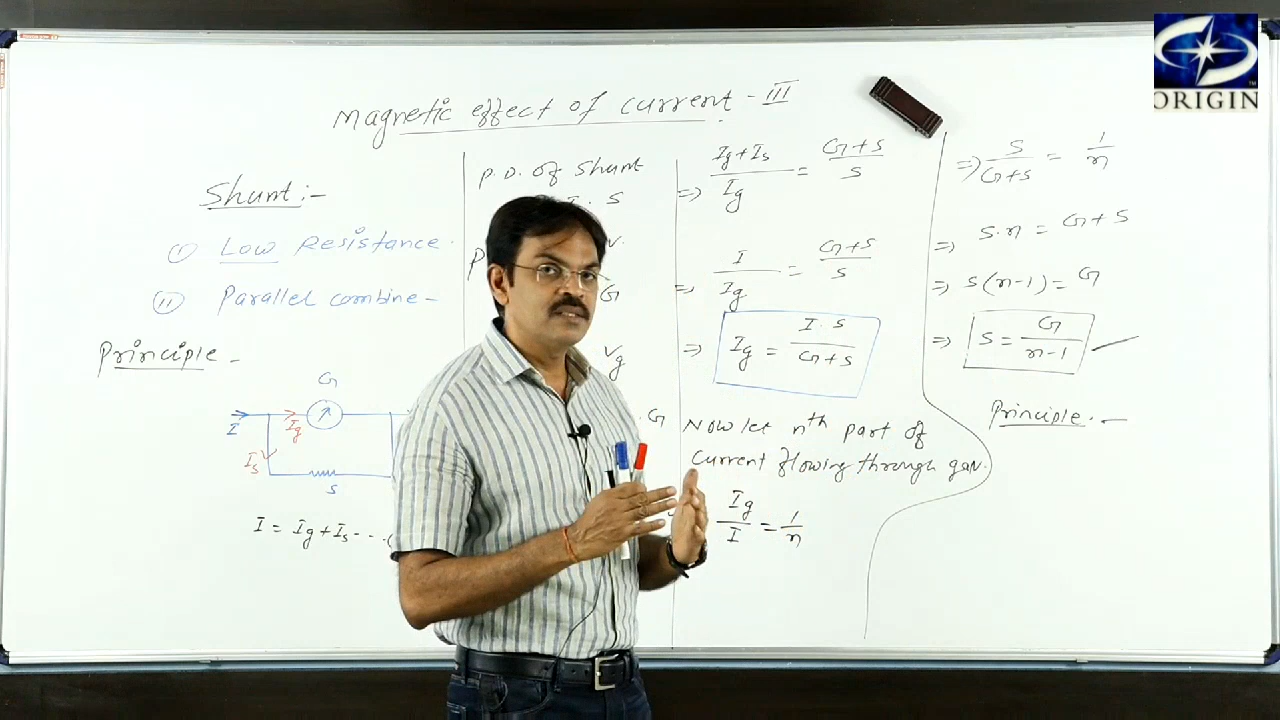 ORIGIN
Magnetic effect of current - III
Shunt :-
(I) Low Resistance.
(II) Parallel combine -
Principle -
G
I
Ig
Is
S
I = Ig + Is - - - (
P.D. of Shunt
I . S
G
Vg
. G
=> Ig+Is / Ig = G+S / S
=> I / Ig = G+S / S
=> Ig = I . S / G+S
Now let nth part of
current flowing through gav.
Ig / I = 1 / n
=> S / G+S = 1 / n
=> S.n = G+S
=> S(n-1) = G
=> S = G / n-1
Principle. -